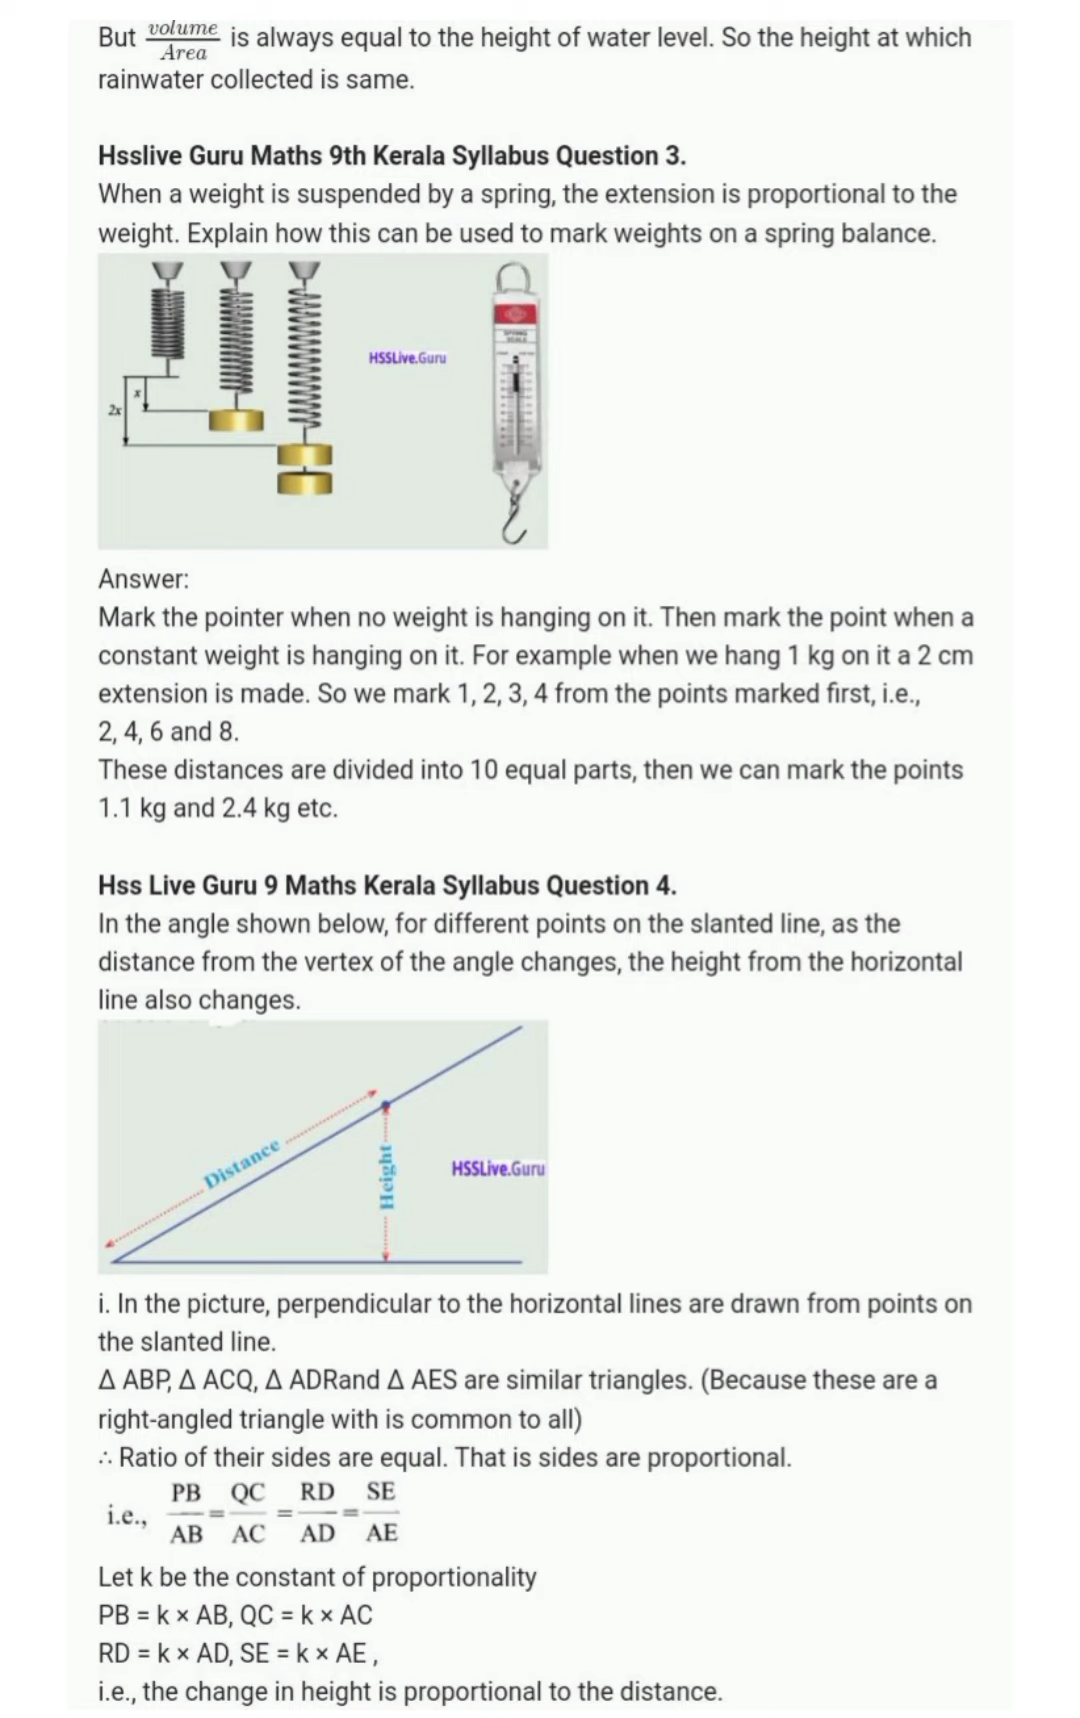 But volume/Area is always equal to the height of water level. So the height at which
rainwater collected is same.
Hsslive Guru Maths 9th Kerala Syllabus Question 3.
When a weight is suspended by a spring, the extension is proportional to the
weight. Explain how this can be used to mark weights on a spring balance.
HSSLive.Guru
x
2x
Answer:
Mark the pointer when no weight is hanging on it. Then mark the point when a
constant weight is hanging on it. For example when we hang 1 kg on it a 2 cm
extension is made. So we mark 1, 2, 3, 4 from the points marked first, i.e.,
2, 4, 6 and 8.
These distances are divided into 10 equal parts, then we can mark the points
1.1 kg and 2.4 kg etc.
Hss Live Guru 9 Maths Kerala Syllabus Question 4.
In the angle shown below, for different points on the slanted line, as the
distance from the vertex of the angle changes, the height from the horizontal
line also changes.
Distance
Height
HSSLive.Guru
i. In the picture, perpendicular to the horizontal lines are drawn from points on
the slanted line.
Δ ABP, Δ ACQ, Δ ADRand Δ AES are similar triangles. (Because these are a
right-angled triangle with is common to all)
∴ Ratio of their sides are equal. That is sides are proportional.
i.e., PB/AB = QC/AC = RD/AD = SE/AE
Let k be the constant of proportionality
PB = k × AB, QC = k × AC
RD = k × AD, SE = k × AE ,
i.e., the change in height is proportional to the distance.